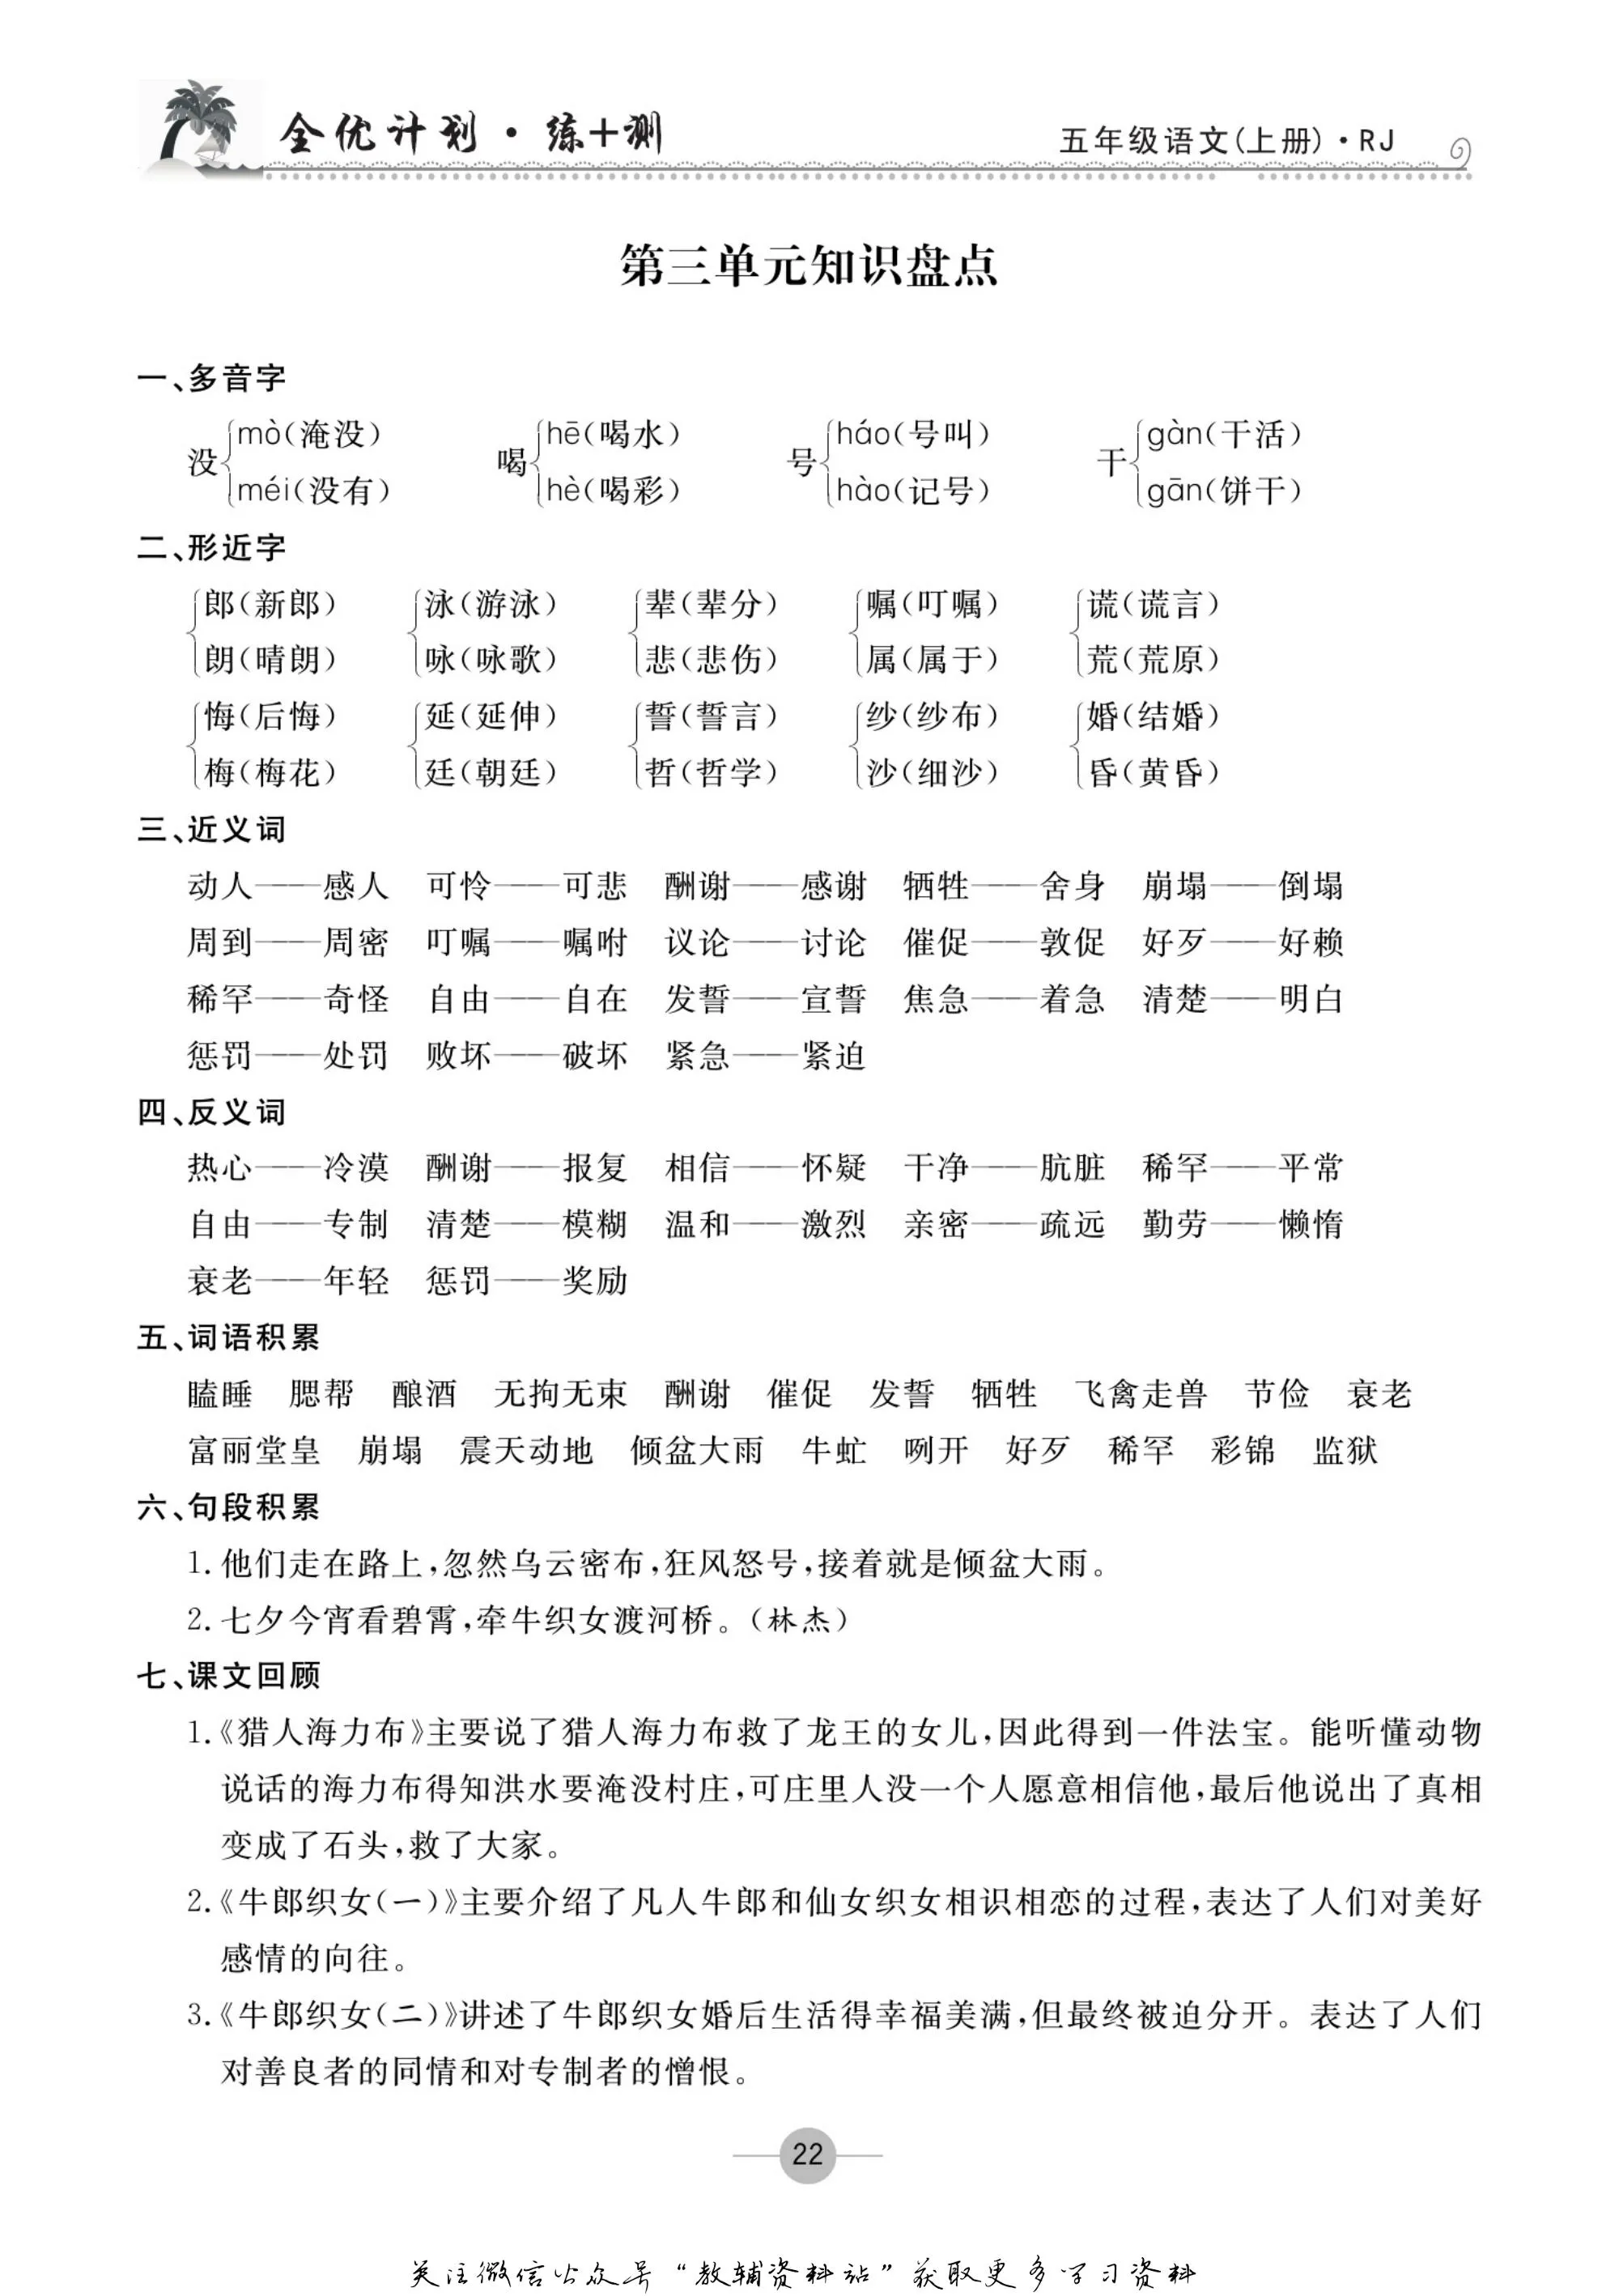 全优计划·练+测
五年级语文(上册)·RJ
第三单元知识盘点
一、多音字
没{mò(淹没) méi(没有) 喝{hē(喝水) hè(喝彩) 号{háo(号叫) hào(记号) 干{gàn(干活) gān(饼干)
二、形近字
郎(新郎) 泳(游泳) 辈(辈分) 嘱(叮嘱) 谎(谎言)
朗(晴朗) 咏(咏歌) 悲(悲伤) 属(属于) 荒(荒原)
悔(后悔) 延(延伸) 誓(誓言) 纱(纱布) 婚(结婚)
梅(梅花) 廷(朝廷) 哲(哲学) 沙(细沙) 昏(黄昏)
三、近义词
动人——感人 可怜——可悲 酬谢——感谢 牺牲——舍身 崩塌——倒塌
周到——周密 叮嘱——嘱咐 议论——讨论 催促——敦促 好歹——好赖
稀罕——奇怪 自由——自在 发誓——宣誓 焦急——着急 清楚——明白
惩罚——处罚 败坏——破坏 紧急——紧迫
四、反义词
热心——冷漠 酬谢——报复 相信——怀疑 干净——肮脏 稀罕——平常
自由——专制 清楚——模糊 温和——激烈 亲密——疏远 勤劳——懒惰
衰老——年轻 惩罚——奖励
五、词语积累
瞌睡 腮帮 酿酒 无拘无束 酬谢 催促 发誓 牺牲 飞禽走兽 节俭 衰老
富丽堂皇 崩塌 震天动地 倾盆大雨 牛虻 咧开 好歹 稀罕 彩锦 监狱
六、句段积累
1. 他们走在路上,忽然乌云密布,狂风怒号,接着就是倾盆大雨。
2. 七夕今宵看碧霄,牵牛织女渡河桥。(林杰)
七、课文回顾
1.《猎人海力布》主要说了猎人海力布救了龙王的女儿,因此得到一件法宝。能听懂动物
说话的海力布得知洪水要淹没村庄,可庄里人没一个人愿意相信他,最后他说出了真相
变成了石头,救了大家。
2.《牛郎织女(一)》主要介绍了凡人牛郎和仙女织女相识相恋的过程,表达了人们对美好
感情的向往。
3.《牛郎织女(二)》讲述了牛郎织女婚后生活得幸福美满,但最终被迫分开。表达了人们
对善良者的同情和对专制者的憎恨。
22
关注微信公众号“教辅资料站”获取更多学习资料